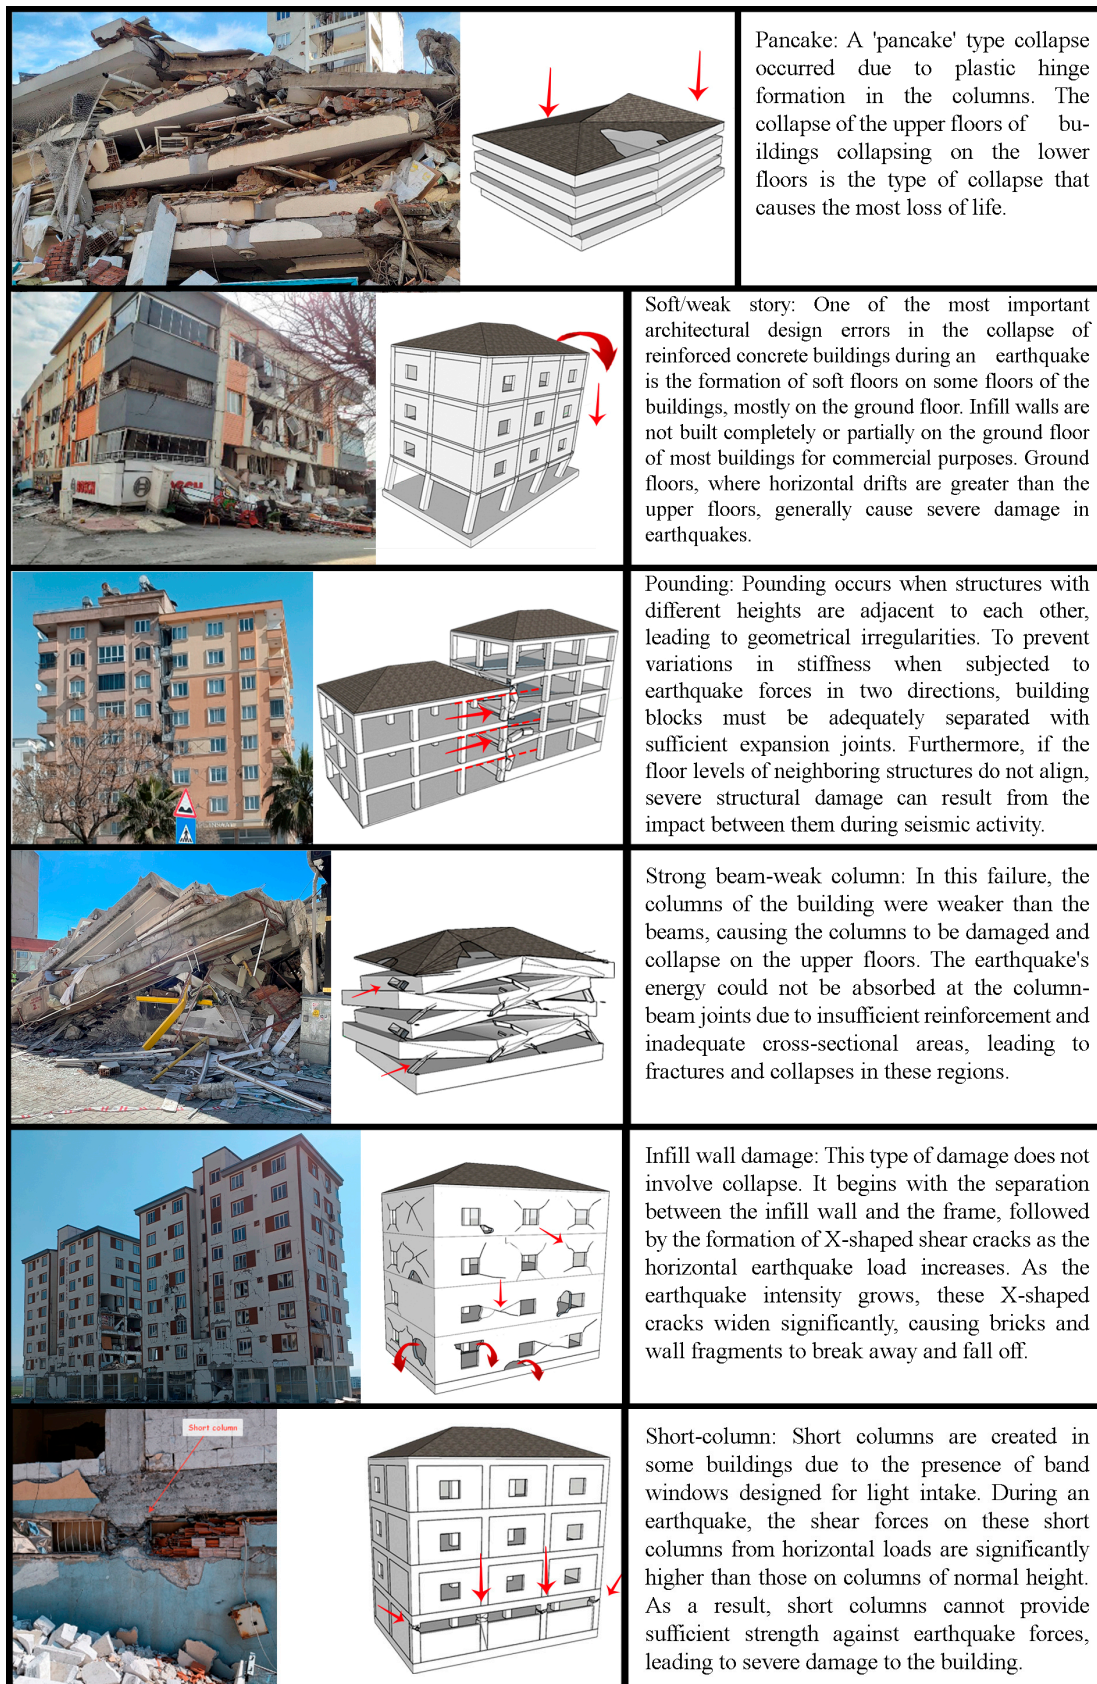 Pancake: A 'pancake' type collapse
occurred due to plastic hinge
formation in the columns. The
collapse of the upper floors of bu-
ildings collapsing on the lower
floors is the type of collapse that
causes the most loss of life.
Soft/weak story: One of the most important
architectural design errors in the collapse of
reinforced concrete buildings during an earthquake
is the formation of soft floors on some floors of the
buildings, mostly on the ground floor. Infill walls are
not built completely or partially on the ground floor
of most buildings for commercial purposes. Ground
floors, where horizontal drifts are greater than the
upper floors, generally cause severe damage in
earthquakes.
Pounding: Pounding occurs when structures with
different heights are adjacent to each other,
leading to geometrical irregularities. To prevent
variations in stiffness when subjected to
earthquake forces in two directions, building
blocks must be adequately separated with
sufficient expansion joints. Furthermore, if the
floor levels of neighboring structures do not align,
severe structural damage can result from the
impact between them during seismic activity.
Strong beam-weak column: In this failure, the
columns of the building were weaker than the
beams, causing the columns to be damaged and
collapse on the upper floors. The earthquake's
energy could not be absorbed at the column-
beam joints due to insufficient reinforcement and
inadequate cross-sectional areas, leading to
fractures and collapses in these regions.
Infill wall damage: This type of damage does not
involve collapse. It begins with the separation
between the infill wall and the frame, followed
by the formation of X-shaped shear cracks as the
horizontal earthquake load increases. As the
earthquake intensity grows, these X-shaped
cracks widen significantly, causing bricks and
wall fragments to break away and fall off.
Short column
Short-column: Short columns are created in
some buildings due to the presence of band
windows designed for light intake. During an
earthquake, the shear forces on these short
columns from horizontal loads are significantly
higher than those on columns of normal height.
As a result, short columns cannot provide
sufficient strength against earthquake forces,
leading to severe damage to the building.